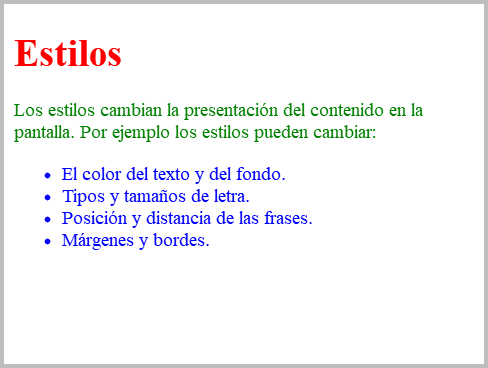 Estilos
Los estilos cambian la presentación del contenido en la
pantalla. Por ejemplo los estilos pueden cambiar:
• El color del texto y del fondo.
• Tipos y tamaños de letra.
• Posición y distancia de las frases.
• Márgenes y bordes.